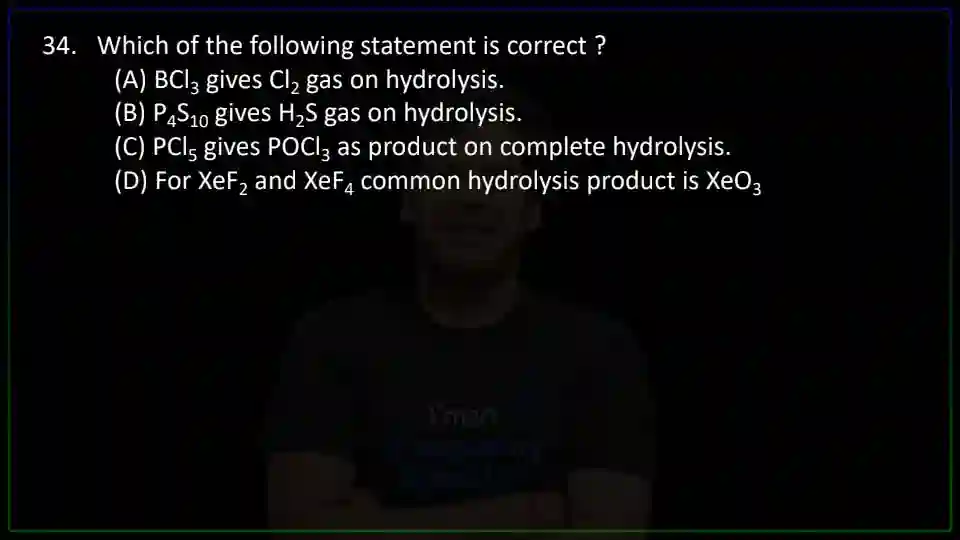 34. Which of the following statement is correct ?
(A) BCl₃ gives Cl₂ gas on hydrolysis.
(B) P₄S₁₀ gives H₂S gas on hydrolysis.
(C) PCl₅ gives POCl₃ as product on complete hydrolysis.
(D) For XeF₂ and XeF₄ common hydrolysis product is XeO₃